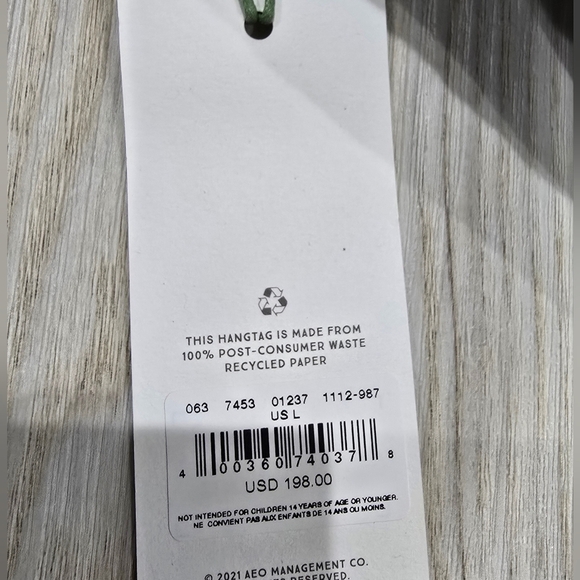 THIS HANGTAG IS MADE FROM
100% POST-CONSUMER WASTE
RECYCLED PAPER
063 7453 01237 1112-987
US L
4 00360 74037 8
USD 198.00
NOT INTENDED FOR CHILDREN 14 YEARS OF AGE OR YOUNGER.
NE CONVIENT PAS AUX ENFANTS DE 14 ANS OU MOINS.
© 2021 AEO MANAGEMENT CO.
RESERVED.